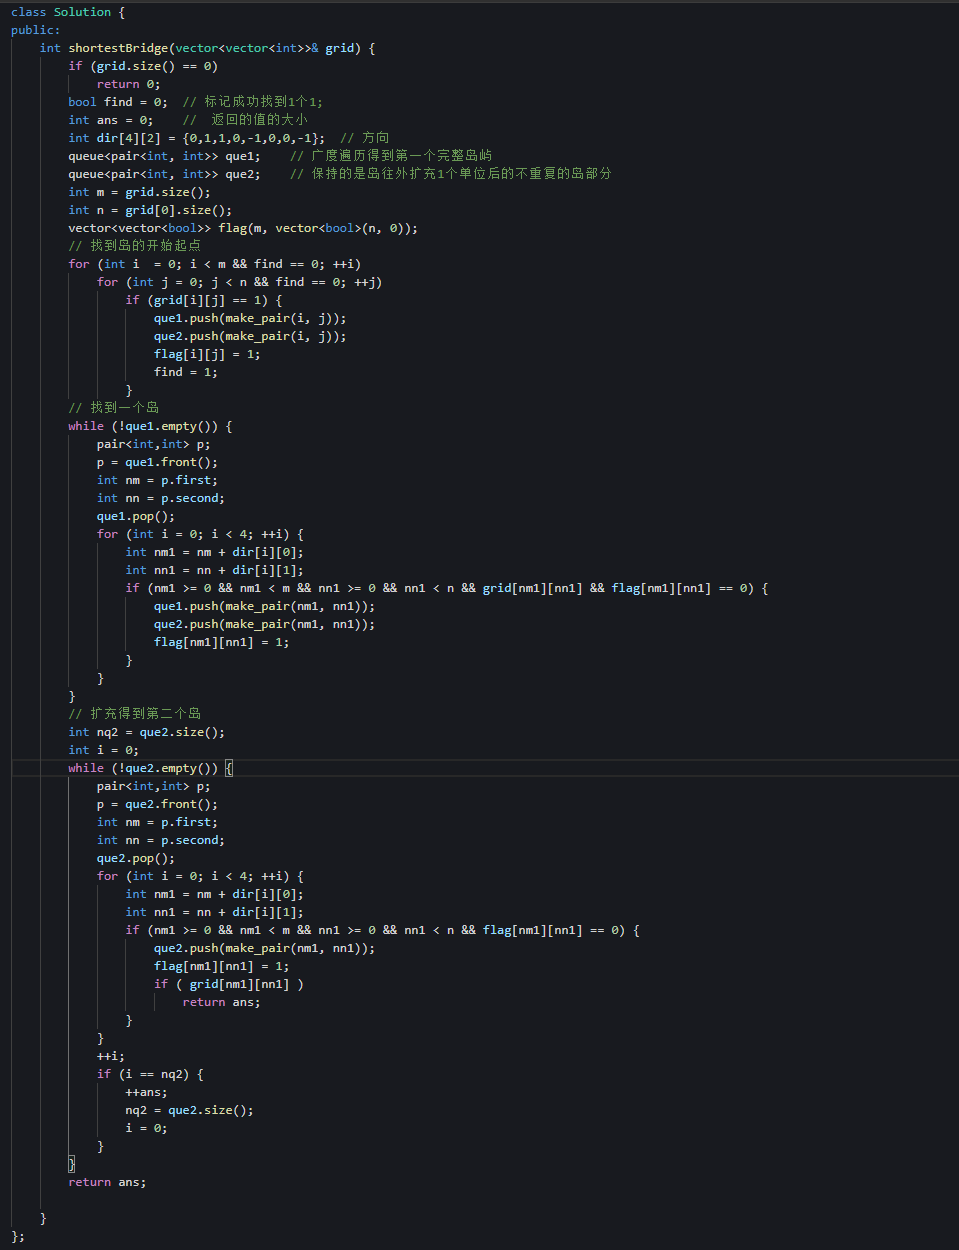 class Solution {
public:
    int shortestBridge(vector<vector<int>>& grid) {
        if (grid.size() == 0)
            return 0;
        bool find = 0;  // 标记成功找到1个1;
        int ans = 0;    //  返回的值的大小
        int dir[4][2] = {0,1,1,0,-1,0,0,-1};  // 方向
        queue<pair<int, int>> que1;    // 广度遍历得到第一个完整岛屿
        queue<pair<int, int>> que2;    // 保持的是岛往外扩充1个单位后的不重复的岛部分
        int m = grid.size();
        int n = grid[0].size();
        vector<vector<bool>> flag(m, vector<bool>(n, 0));
        // 找到岛的开始起点
        for (int i  = 0; i < m && find == 0; ++i)
            for (int j = 0; j < n && find == 0; ++j)
                if (grid[i][j] == 1) {
                    que1.push(make_pair(i, j));
                    que2.push(make_pair(i, j));
                    flag[i][j] = 1;
                    find = 1;
                }
        // 找到一个岛
        while (!que1.empty()) {
            pair<int,int> p;
            p = que1.front();
            int nm = p.first;
            int nn = p.second;
            que1.pop();
            for (int i = 0; i < 4; ++i) {
                int nm1 = nm + dir[i][0];
                int nn1 = nn + dir[i][1];
                if (nm1 >= 0 && nm1 < m && nn1 >= 0 && nn1 < n && grid[nm1][nn1] && flag[nm1][nn1] == 0) {
                    que1.push(make_pair(nm1, nn1));
                    que2.push(make_pair(nm1, nn1));
                    flag[nm1][nn1] = 1;
                }
            }
        }
        // 扩充得到第二个岛
        int nq2 = que2.size();
        int i = 0;
        while (!que2.empty()) {
            pair<int,int> p;
            p = que2.front();
            int nm = p.first;
            int nn = p.second;
            que2.pop();
            for (int i = 0; i < 4; ++i) {
                int nm1 = nm + dir[i][0];
                int nn1 = nn + dir[i][1];
                if (nm1 >= 0 && nm1 < m && nn1 >= 0 && nn1 < n && flag[nm1][nn1] == 0) {
                    que2.push(make_pair(nm1, nn1));
                    flag[nm1][nn1] = 1;
                    if ( grid[nm1][nn1] )
                        return ans;
                }
            }
            ++i;
            if (i == nq2) {
                ++ans;
                nq2 = que2.size();
                i = 0;
            }
        }
        return ans;
    }
};